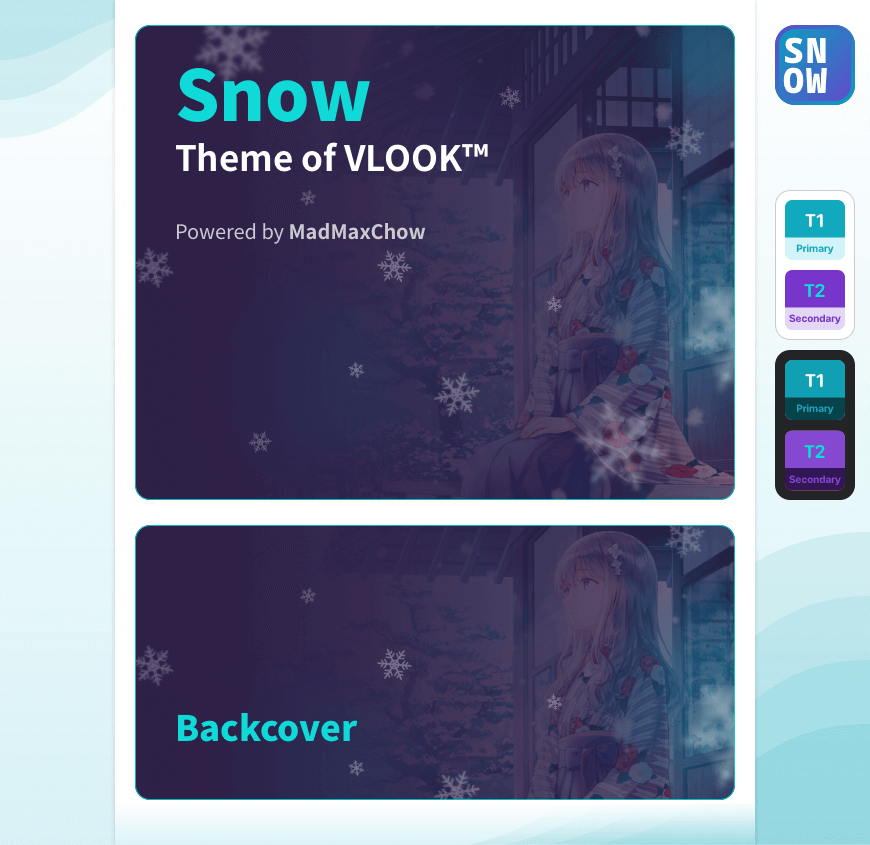 Snow
Theme of VLOOK™
Powered by MadMaxChow
Backcover
SN
OW
T1
Primary
T2
Secondary
T1
Primary
T2
Secondary